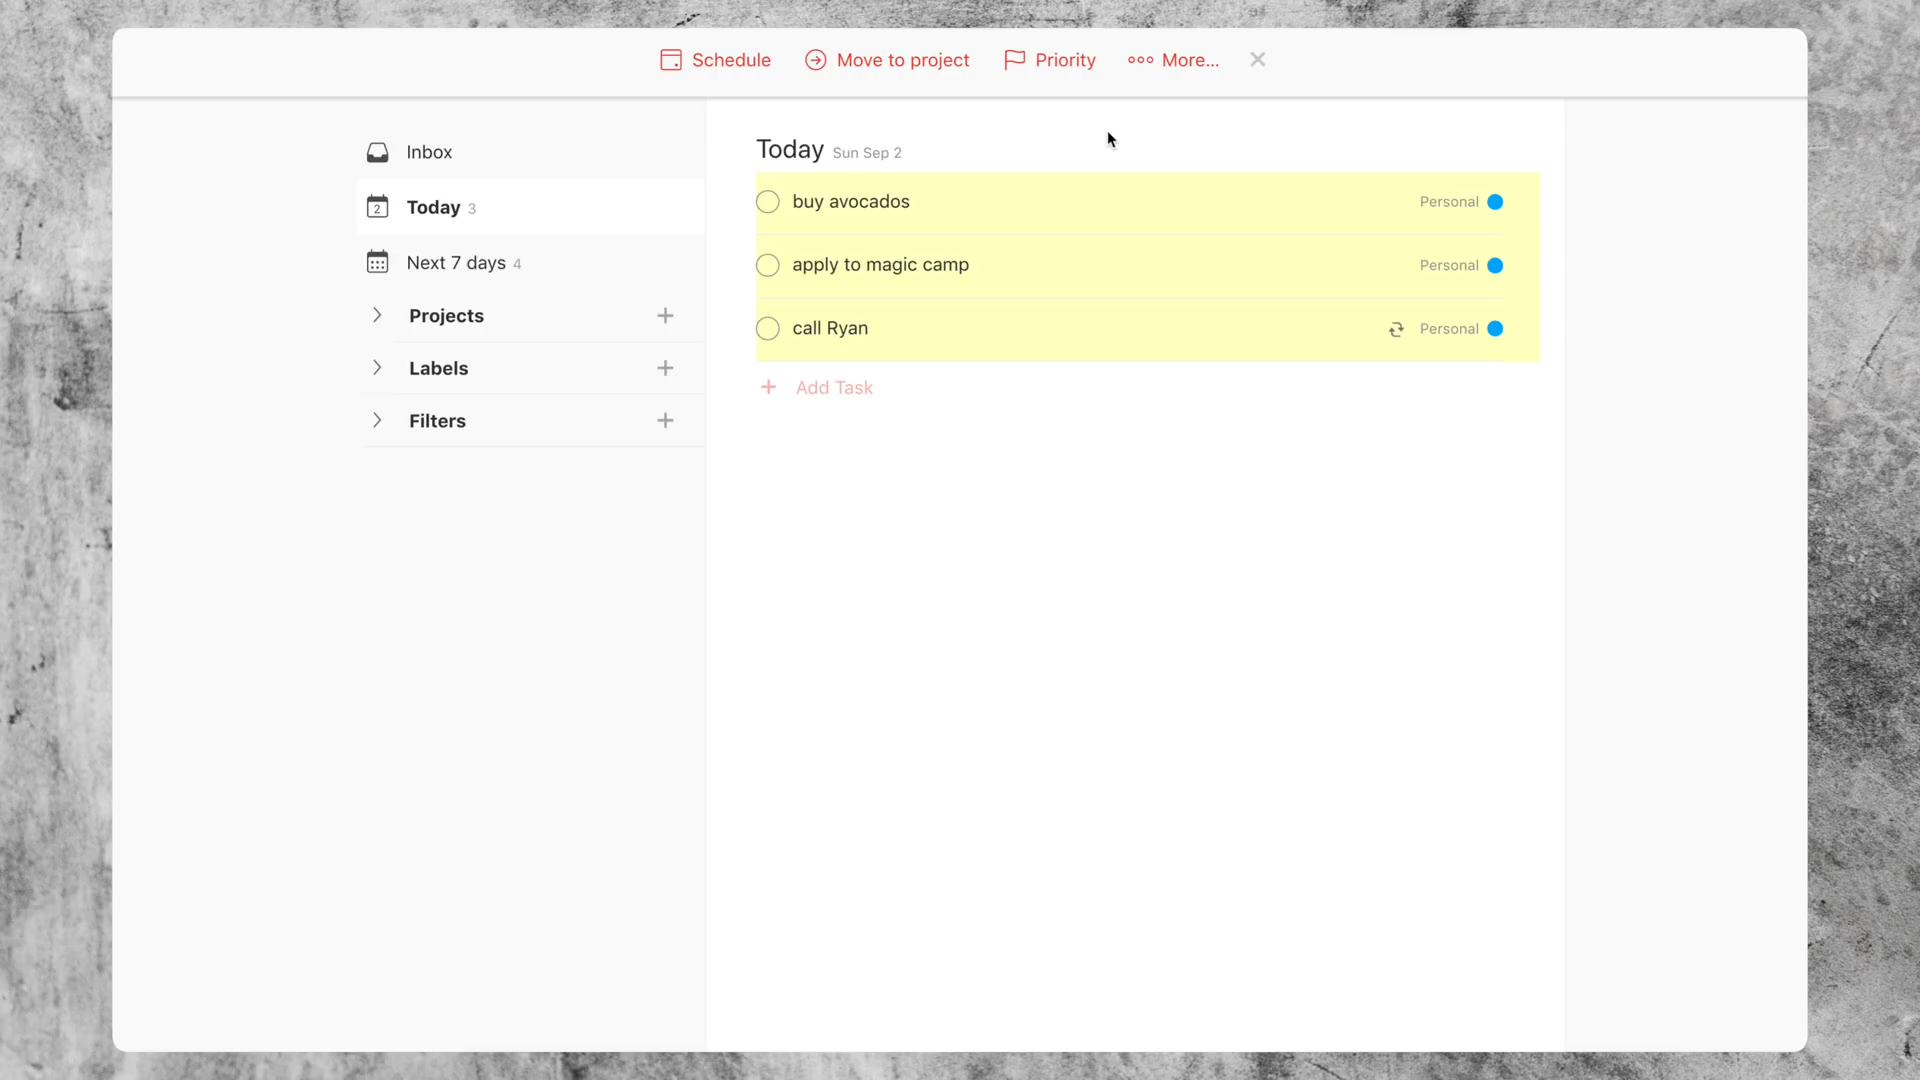 Schedule Move to project Priority More...
Inbox
2 Today 3
Next 7 days 4
Projects
Labels
Filters
Today Sun Sep 2
buy avocados Personal
apply to magic camp Personal
call Ryan Personal
Add Task